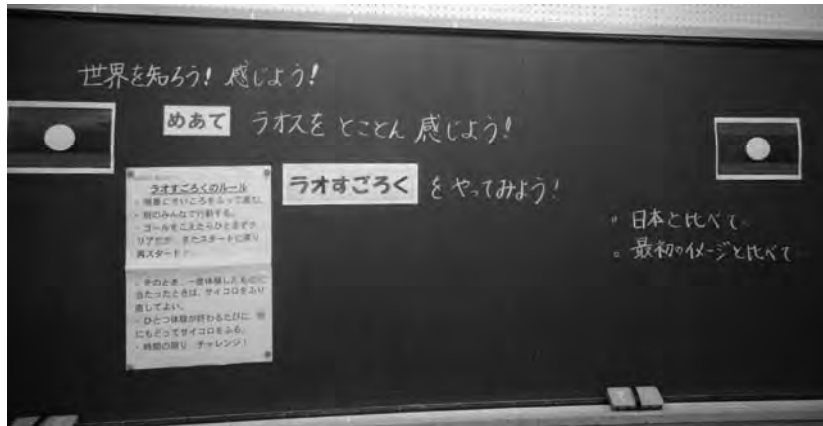 世界を知ろう！ 感じよう！
めあて ラオスを とことん 感じよう！
ラオすごろく をやってみよう！
ラオすごろくのルール
・順番にさいころをふって進む。
・班のみんなで行動する。
・ゴールをこえたらひとまずク
リアだが、またスタートに戻り
再スタート！
・そのとき、一度体験したものに
当たったときは、サイコロをふり
直してよい。
・ひとつ体験が終わるたびに、
にもどってサイコロをふる。
・時間の限り チャレンジ！
。日本と比べて
。最初のイメージと比べて